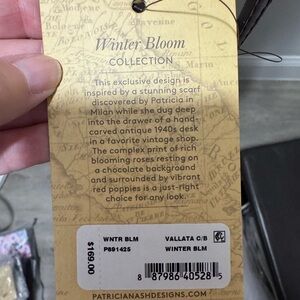 Winter Bloom
COLLECTION
This exclusive design is
inspired by a stunning scarf
discovered by Patricia in
Milan while she dug deep
into the drawer of a hand
carved antique 1940s desk
in a favorite vintage shop.
The complex print of rich
blooming roses resting on
a chocolate background
and surrounded by vibrant
red poppies is a just-right
choice for any look.
WNTR BLM VALLATA C/B
P891425 WINTER BLM
$169.00
8 87986 40528 5
PATRICIANASHDESIGNS.COM